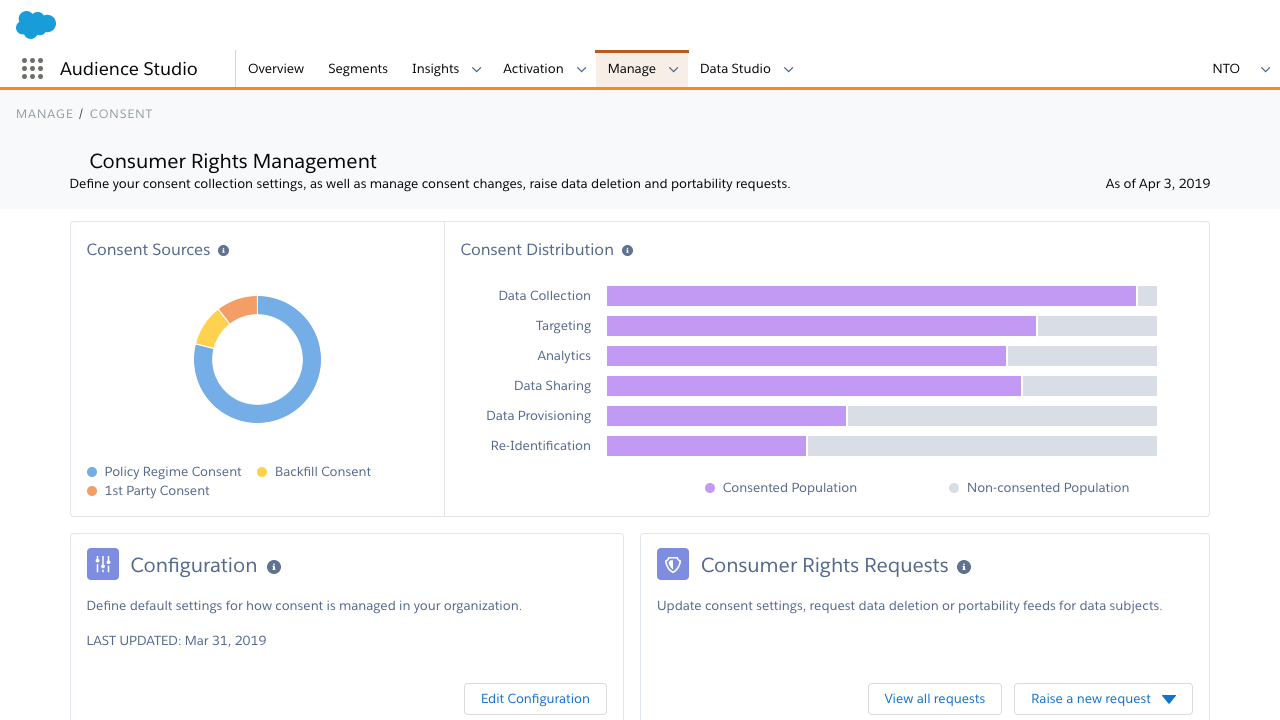 Audience Studio
Overview
Segments
Insights
Activation
Manage
Data Studio
NTO
MANAGE / CONSENT
Consumer Rights Management
Define your consent collection settings, as well as manage consent changes, raise data deletion and portability requests.
As of Apr 3, 2019
Consent Sources
Policy Regime Consent
Backfill Consent
1st Party Consent
Consent Distribution
Data Collection
Targeting
Analytics
Data Sharing
Data Provisioning
Re-Identification
Consented Population
Non-consented Population
Configuration
Define default settings for how consent is managed in your organization.
LAST UPDATED: Mar 31, 2019
Edit Configuration
Consumer Rights Requests
Update consent settings, request data deletion or portability feeds for data subjects.
View all requests
Raise a new request